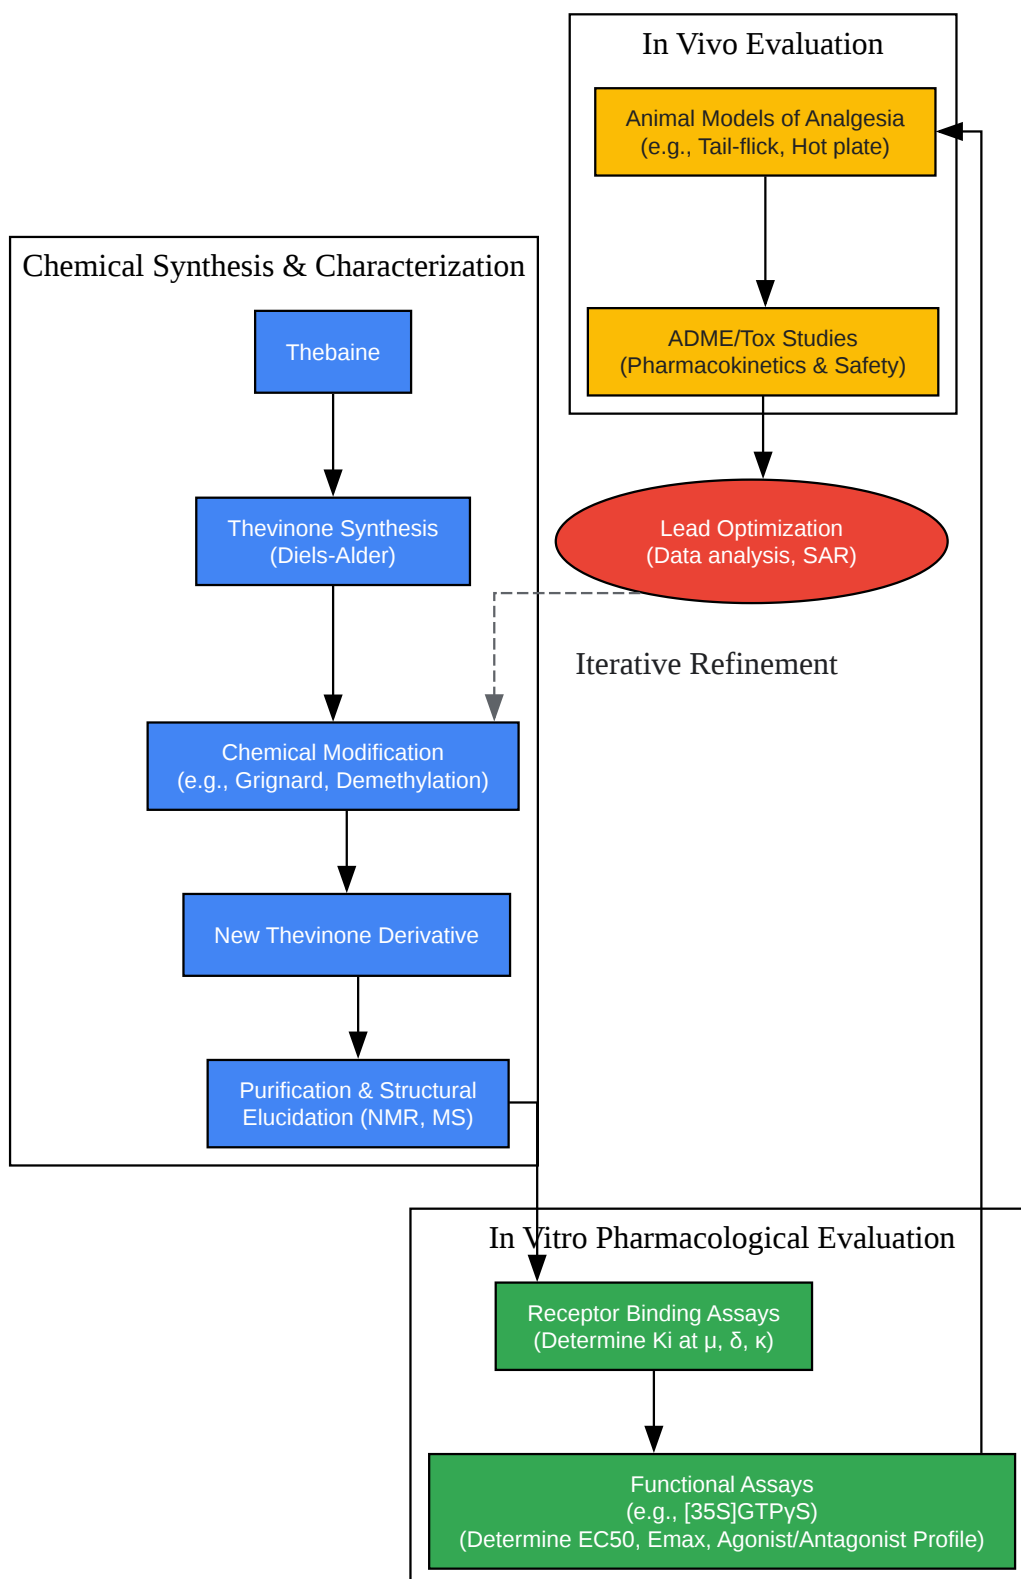 In Vivo Evaluation
Animal Models of Analgesia
(e.g., Tail-flick, Hot plate)
ADME/Tox Studies
(Pharmacokinetics & Safety)
Chemical Synthesis & Characterization
Thebaine
Thevinone Synthesis
(Diels-Alder)
Lead Optimization
(Data analysis, SAR)
Iterative Refinement
Chemical Modification
(e.g., Grignard, Demethylation)
New Thevinone Derivative
Purification & Structural
Elucidation (NMR, MS)
In Vitro Pharmacological Evaluation
Receptor Binding Assays
(Determine Ki at μ, δ, κ)
Functional Assays
(e.g., [35S]GTPγS)
(Determine EC50, Emax, Agonist/Antagonist Profile)